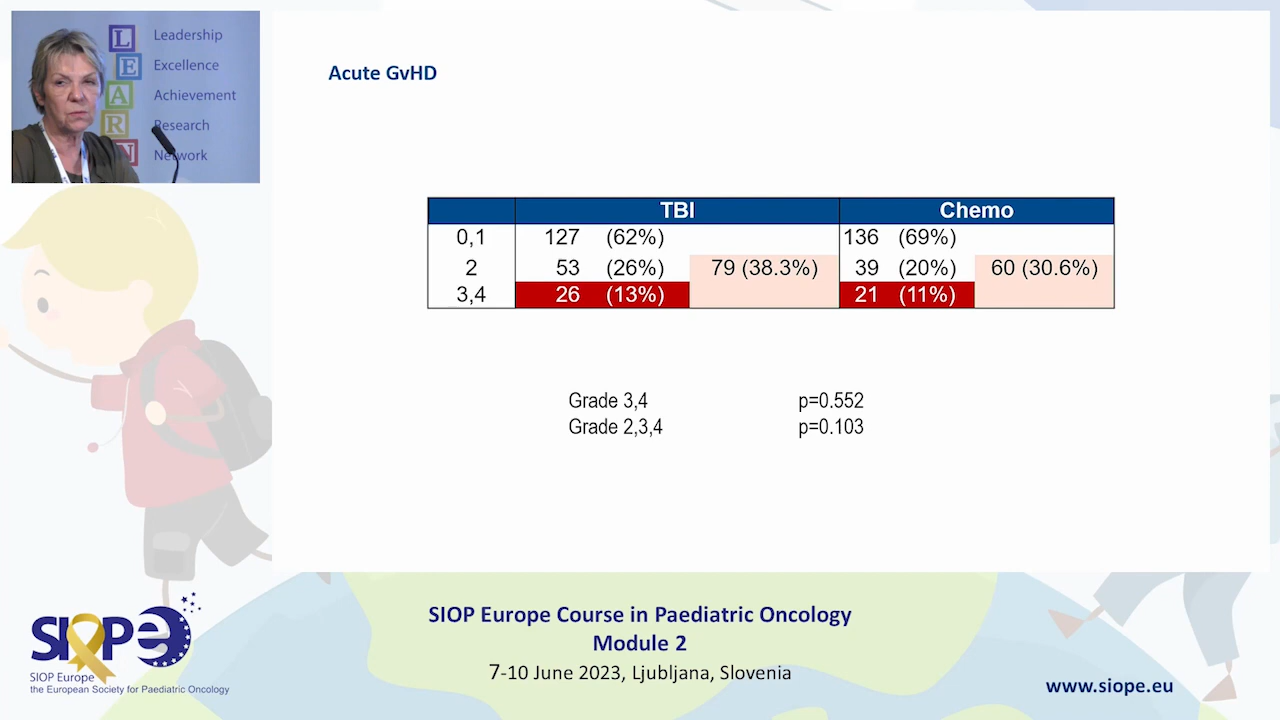 Leadership
Excellence
Achievement
Research
Network
L
E
A
R
N
Acute GvHD
TBI Chemo
0,1 127 (62%) 136 (69%)
2 53 (26%) 79 (38.3%) 39 (20%) 60 (30.6%)
3,4 26 (13%) 21 (11%)
Grade 3,4 p=0.552
Grade 2,3,4 p=0.103
SIOP Europe Course in Paediatric Oncology
Module 2
7-10 June 2023, Ljubljana, Slovenia
SIOPe
SIOP Europe
the European Society for Paediatric Oncology
www.siope.eu